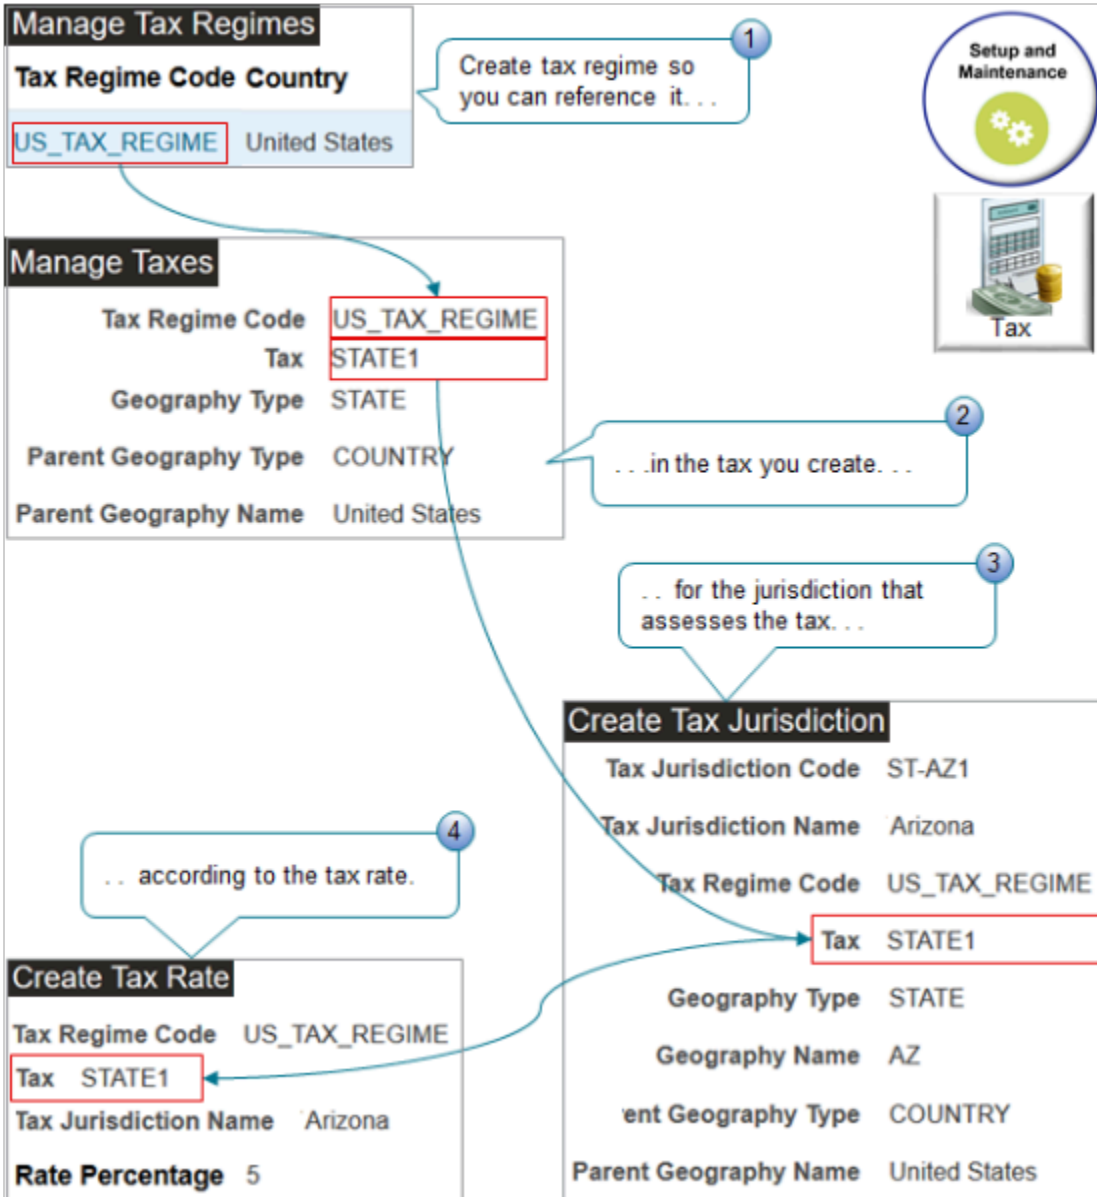 Manage Tax Regimes
Tax Regime Code Country
US_TAX_REGIME United States
1
Create tax regime so
you can reference it. . .
Setup and
Maintenance
Tax
Manage Taxes
Tax Regime Code US_TAX_REGIME
Tax STATE1
Geography Type STATE
Parent Geography Type COUNTRY
Parent Geography Name United States
2
. . .in the tax you create. . .
3
. . for the jurisdiction that
assesses the tax. . .
Create Tax Jurisdiction
Tax Jurisdiction Code ST-AZ1
Tax Jurisdiction Name Arizona
Tax Regime Code US_TAX_REGIME
Tax STATE1
Geography Type STATE
Geography Name AZ
ent Geography Type COUNTRY
Parent Geography Name United States
4
. . according to the tax rate.
Create Tax Rate
Tax Regime Code US_TAX_REGIME
Tax STATE1
Tax Jurisdiction Name Arizona
Rate Percentage 5